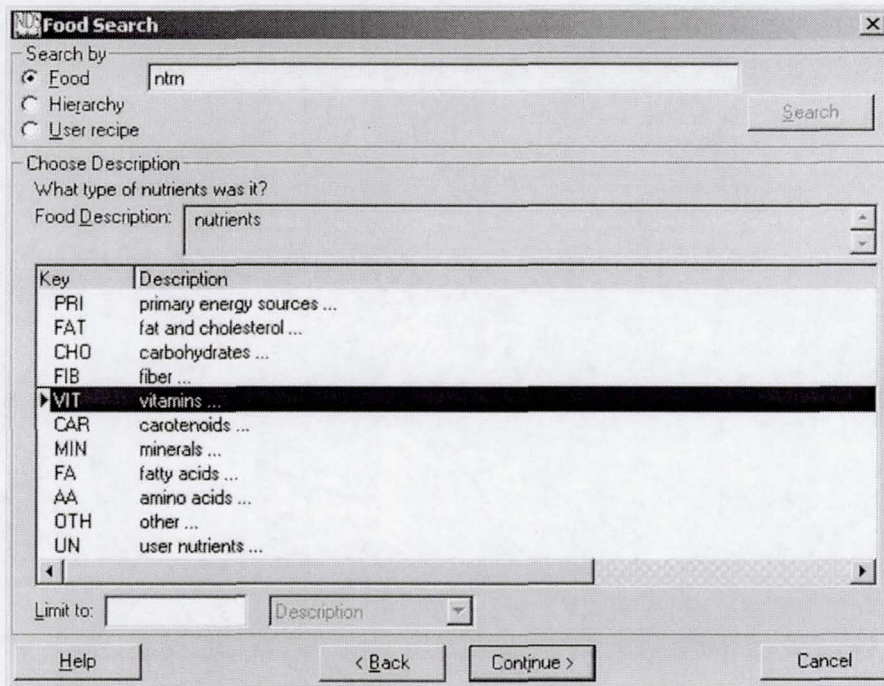 NDS Food Search
Search by
Food ntrn
Hierarchy
User recipe
Search
Choose Description
What type of nutrients was it?
Food Description: nutrients
Key Description
PRI primary energy sources ...
FAT fat and cholesterol ...
CHO carbohydrates ...
FIB fiber ...
VIT vitamins ...
CAR carotenoids ...
MIN minerals ...
FA fatty acids ...
AA amino acids ...
OTH other ...
UN user nutrients ...
Limit to: Description
Help < Back Continue > Cancel